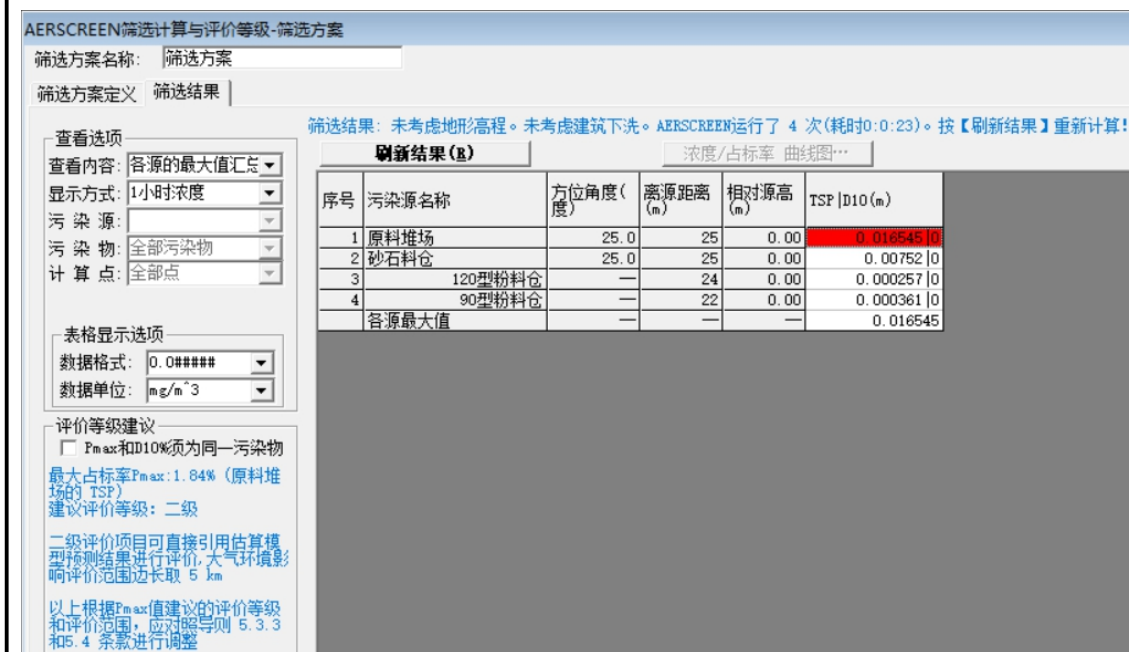 AERSCREEN筛选计算与评价等级-筛选方案
筛选方案名称: 筛选方案
筛选方案定义 筛选结果
筛选结果: 未考虑地形高程。未考虑建筑下洗。AERSCREEN运行了 4 次(耗时0:0:23)。按【刷新结果】重新计算!
查看选项
查看内容: 各源的最大值汇总
显示方式: 1小时浓度
污 染 源:
污 染 物: 全部污染物
计 算 点: 全部点
刷新结果(R) 浓度/占标率 曲线图…
序号 污染源名称 方位角度(度) 离源距离(m) 相对源高(m) TSP|D10(m)
1 原料堆场 25.0 25 0.00 0.016545|0
2 砂石料仓 25.0 25 0.00 0.00752|0
3 120型粉料仓 — 24 0.00 0.000257|0
4 90型粉料仓 — 22 0.00 0.000361|0
各源最大值 — — — 0.016545
表格显示选项
数据格式: 0.0#####
数据单位: mg/m^3
评价等级建议
Pmax和D10%须为同一污染物
最大占标率Pmax:1.84% (原料堆
场的 TSP)
建议评价等级: 二级
二级评价项目可直接引用估算模
型预测结果进行评价,大气环境影
响评价范围边长取 5 km
以上根据Pmax值建议的评价等级
和评价范围, 应对照导则 5.3.3
和5.4 条款进行调整